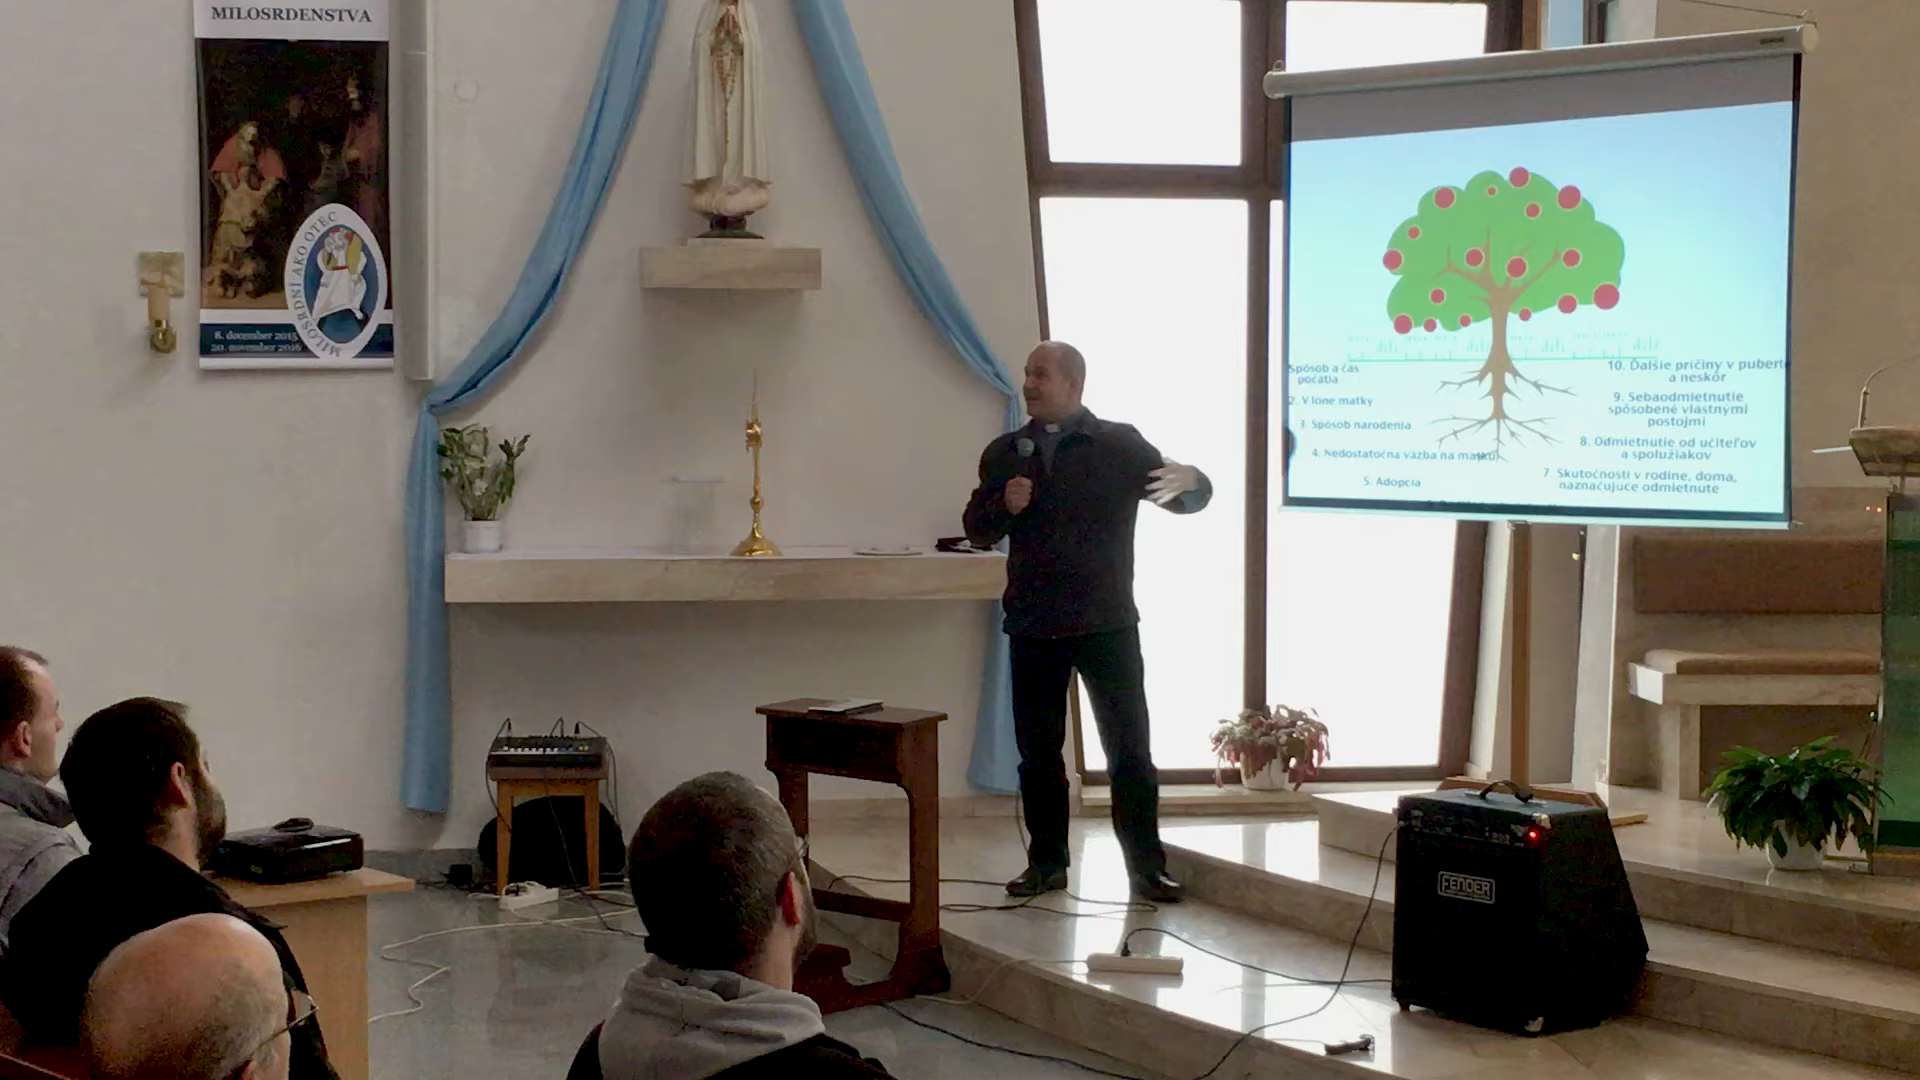 MILOSRDENSTVA
MILOSRDNÍ AKO OTEC
8. december 2015
20. november 2016
Spôsob a čas
počatia
2. V lone matky
3. Spôsob narodenia
4. Nedostatočná väzba na matku
5. Adopcia
10. Ďalšie príčiny v puberte
a neskôr
9. Sebaodmietnutie
spôsobené vlastnými
postojmi
8. Odmietnutie od učiteľov
a spolužiakov
7. Skutočnosti v rodine, doma,
naznačujúce odmietnutie
FENDER